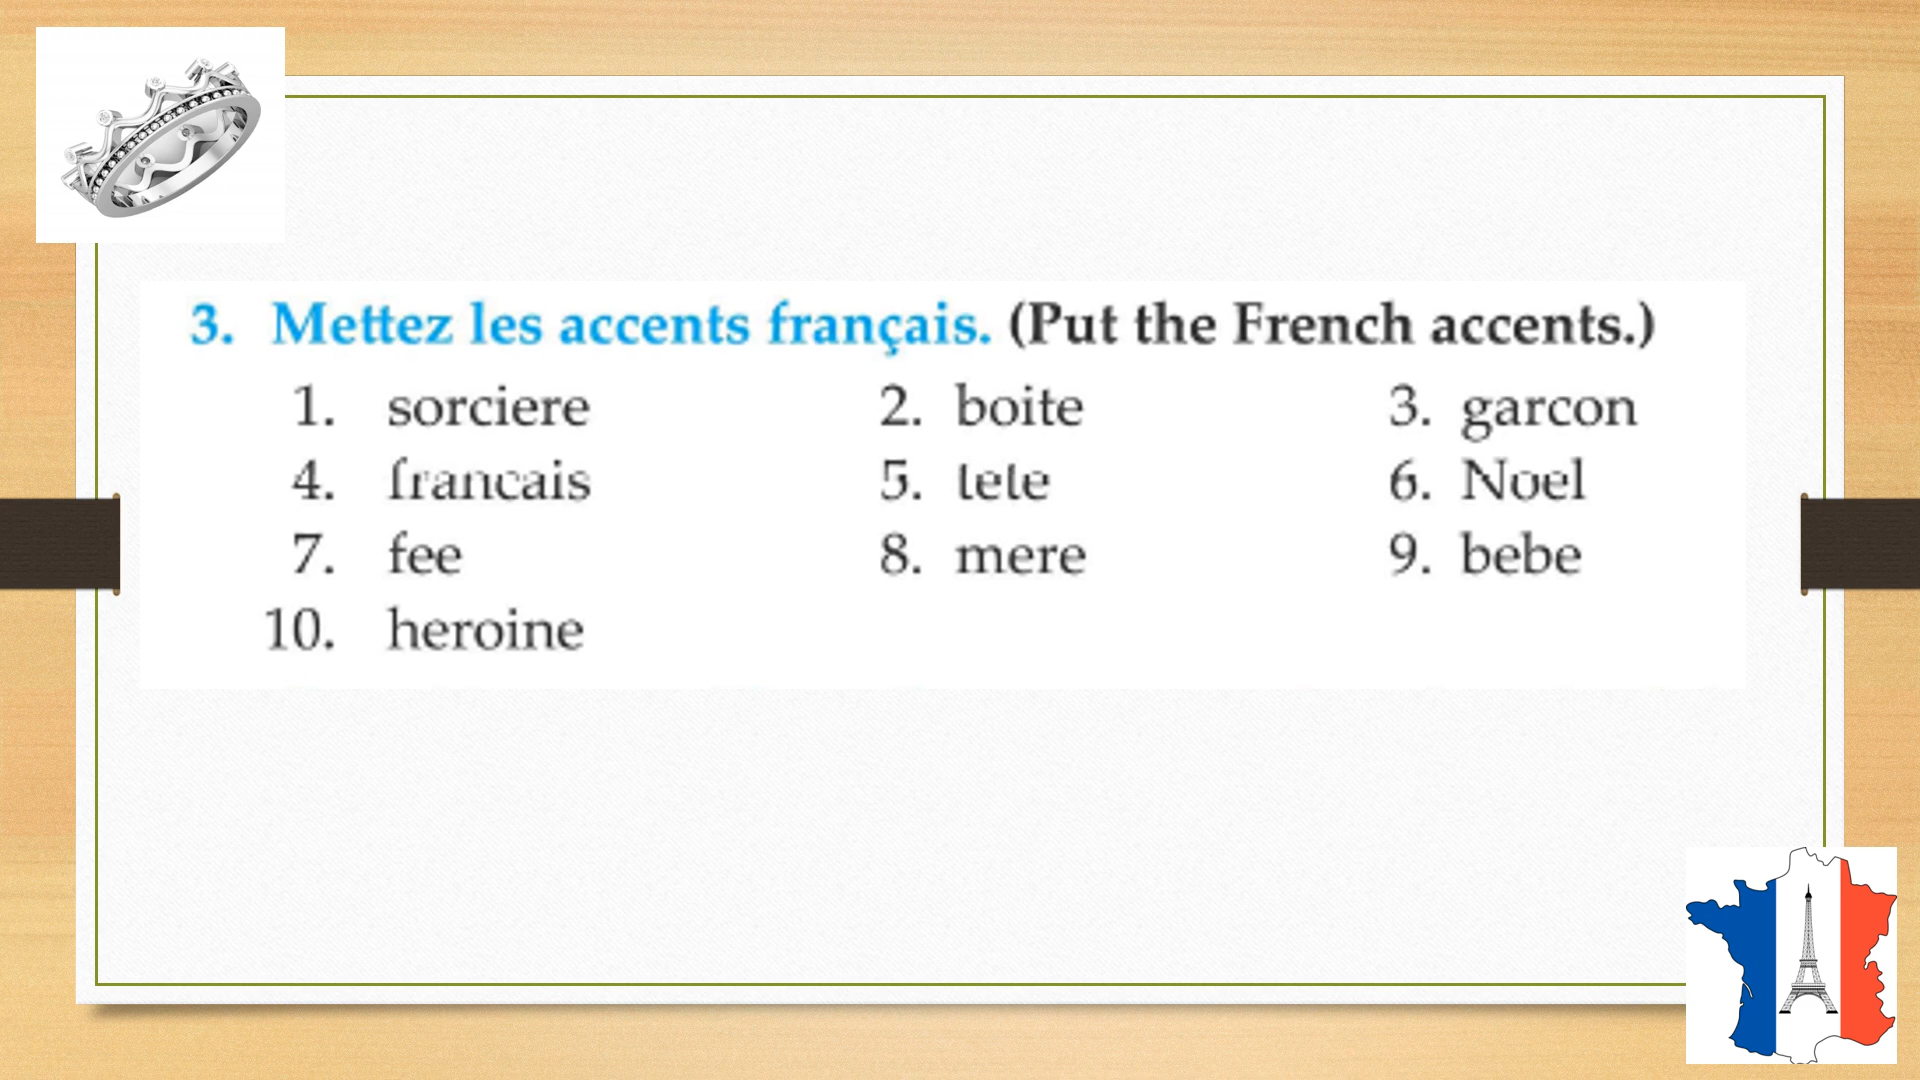 3. Mettez les accents français. (Put the French accents.)
1. sorciere 2. boite 3. garcon
4. francais 5. tete 6. Noel
7. fee 8. mere 9. bebe
10. heroine